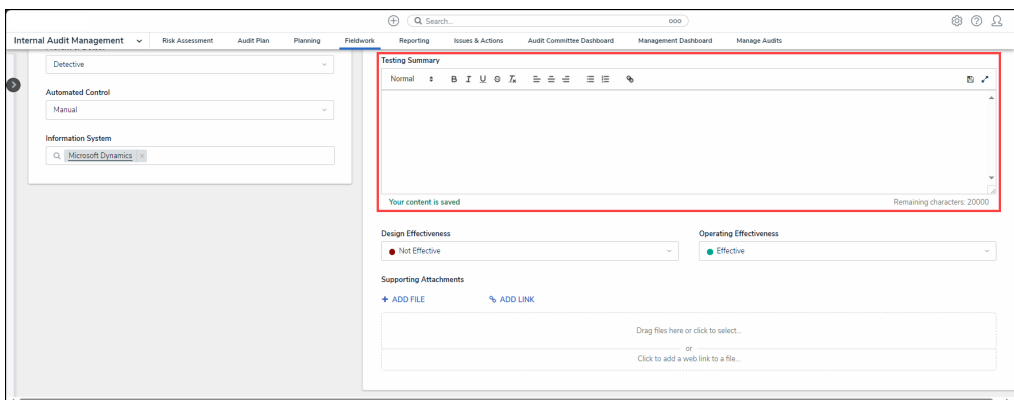 Search...
Internal Audit Management
Risk Assessment
Audit Plan
Planning
Fieldwork
Reporting
Issues & Actions
Audit Committee Dashboard
Management Dashboard
Manage Audits
Detective
Automated Control
Manual
Information System
Microsoft Dynamics
Testing Summary
Normal
Your content is saved
Remaining characters: 20000
Design Effectiveness
Not Effective
Operating Effectiveness
Effective
Supporting Attachments
+ ADD FILE
ADD LINK
Drag files here or click to select...
or
Click to add a web link to a file...